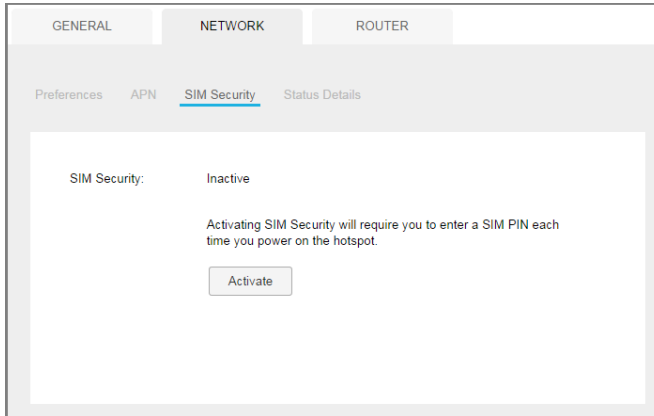 GENERAL NETWORK ROUTER
Preferences APN SIM Security Status Details
SIM Security: Inactive
Activating SIM Security will require you to enter a SIM PIN each
time you power on the hotspot.
Activate